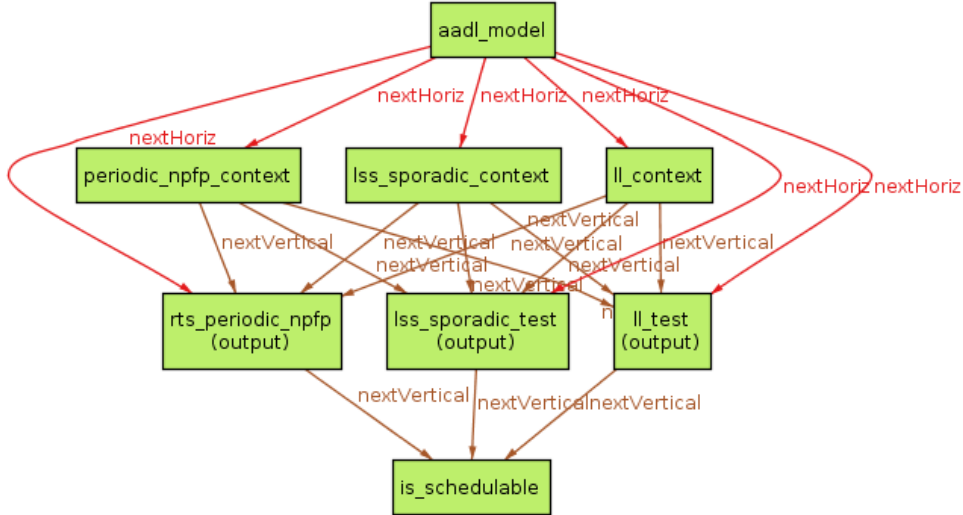 aadl_model
nextHoriz nextHoriz nextHoriz
nextHoriz
periodic_npfp_context lss_sporadic_context ll_context
nextHoriz nextHoriz
nextVertical
nextVertical nextVertical nextVertical nextVertical
nextVertical nextVertical
nextVertical
rts_periodic_npfp lss_sporadic_test ll_test
(output) (output) (output)
nextVertical nextVertical nextVertical
is_schedulable